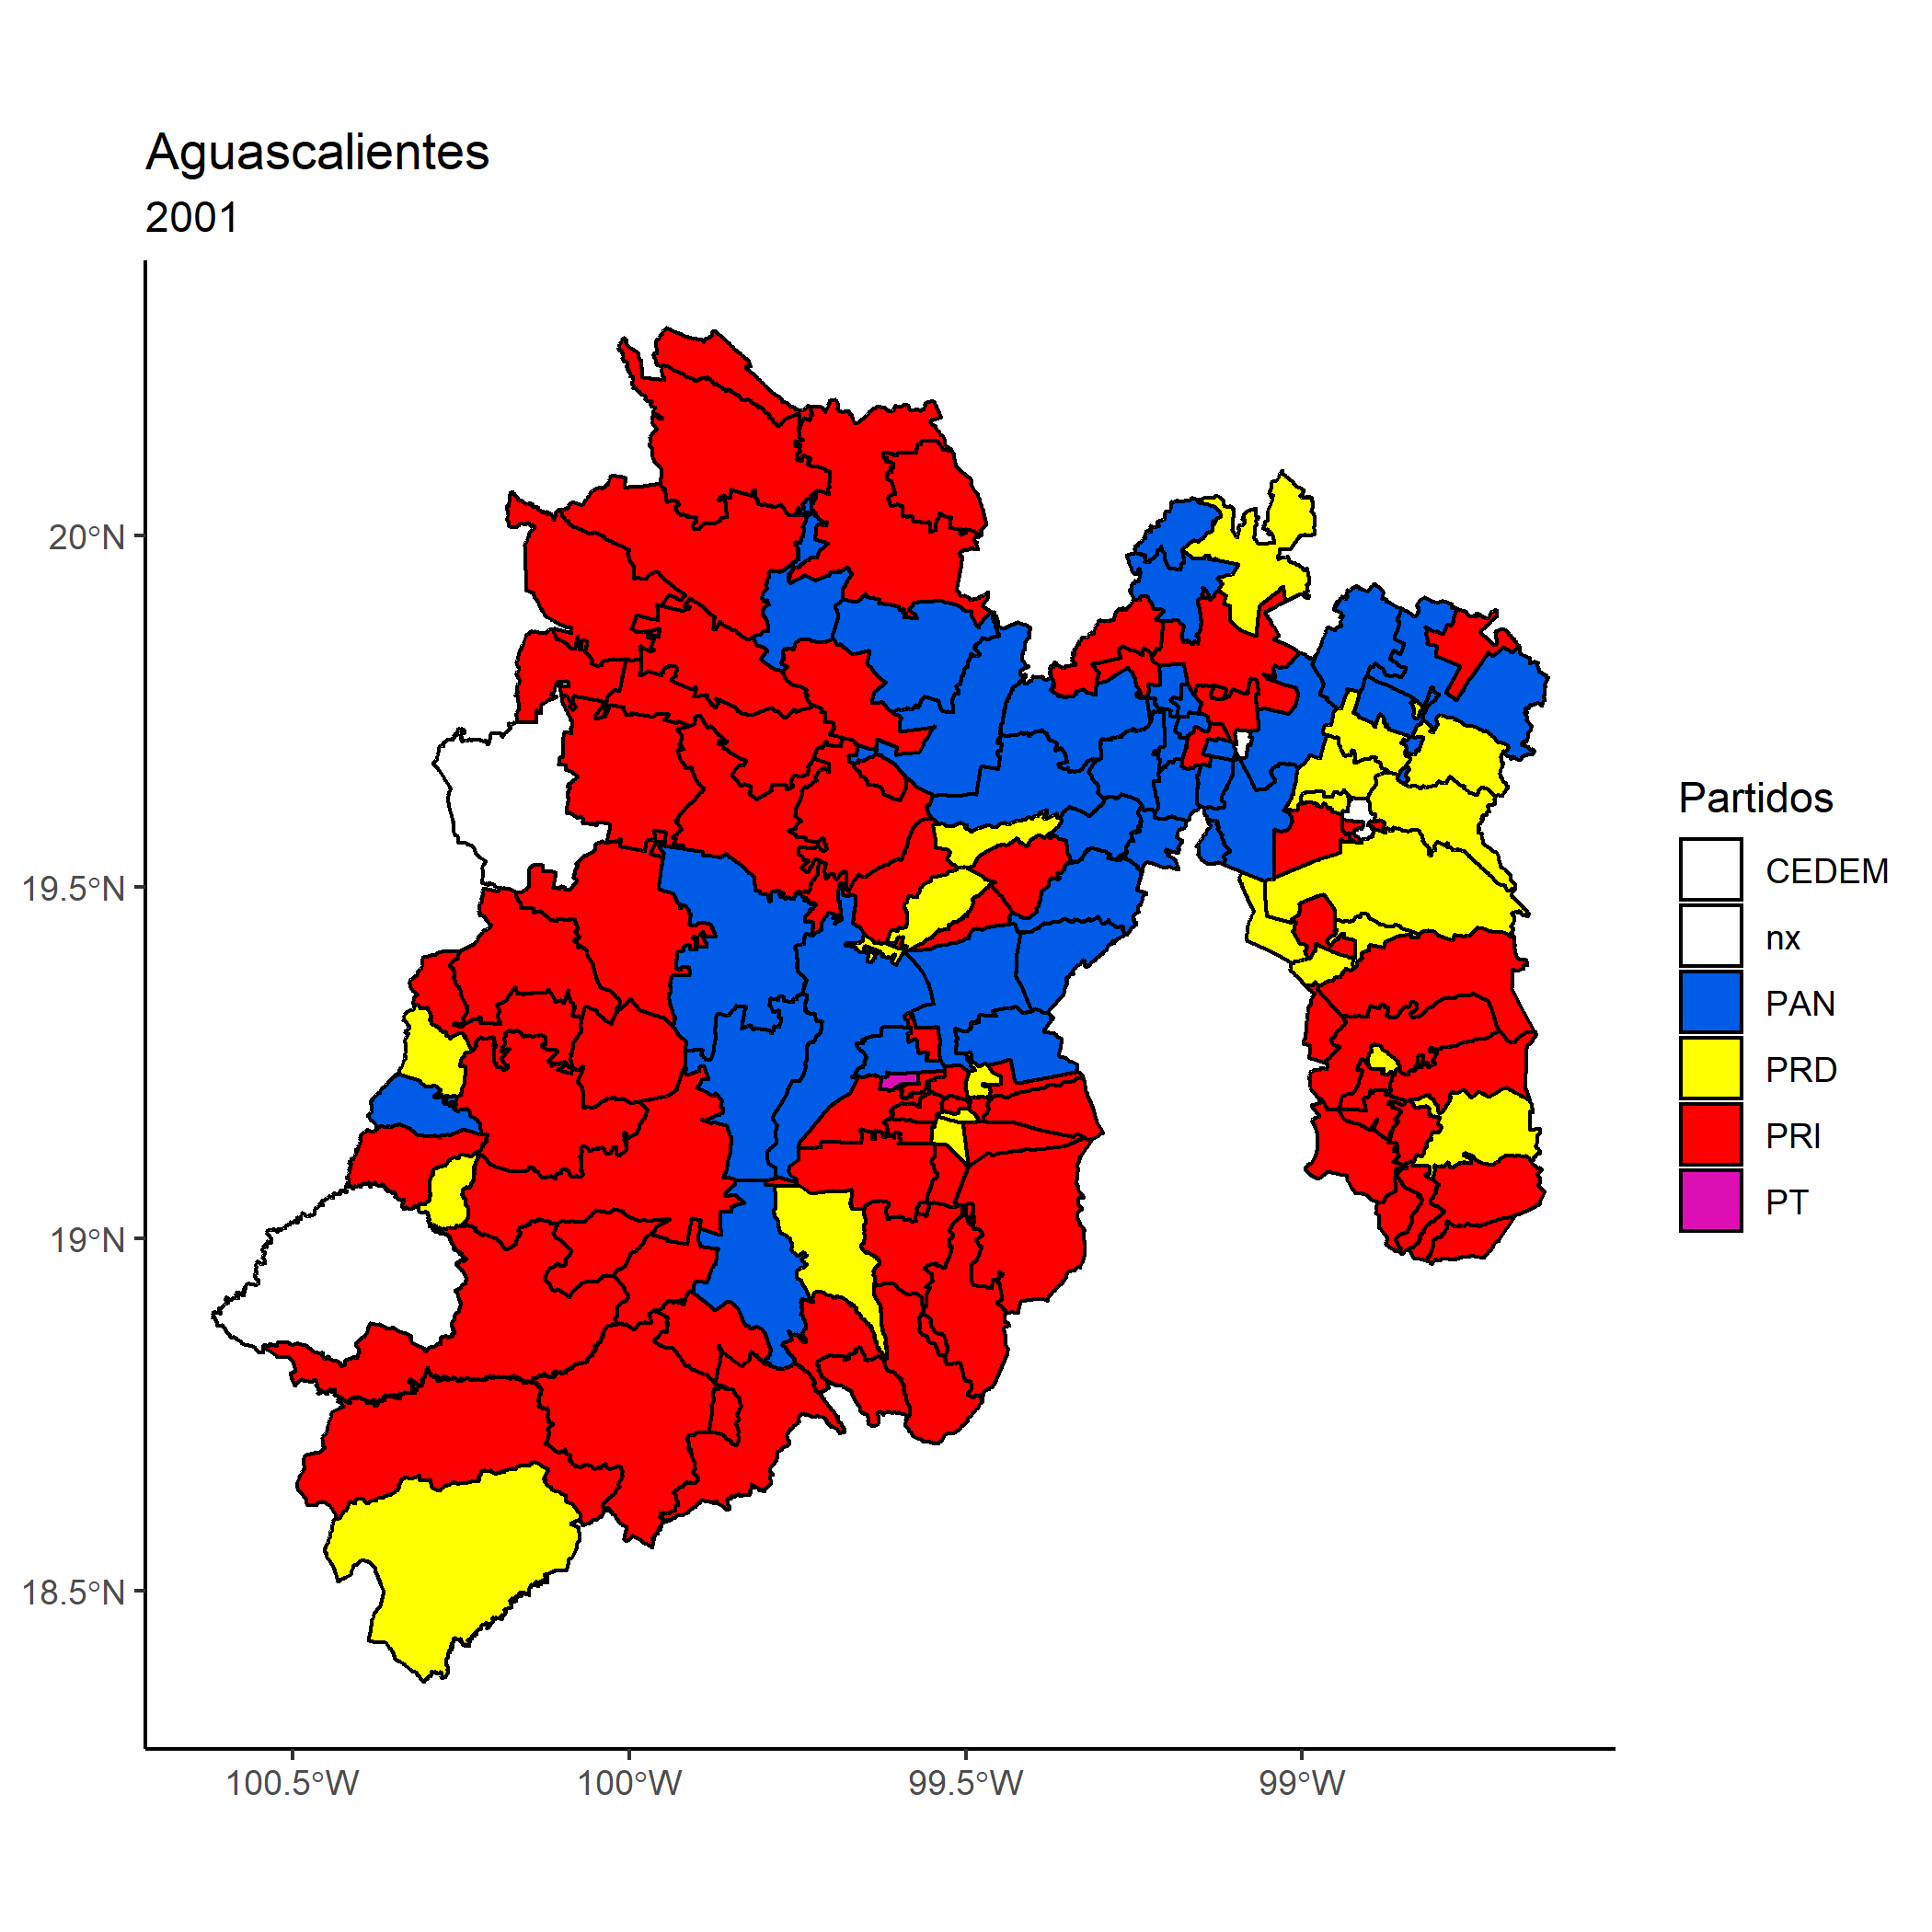 Aguascalientes
2001
20°N
19.5°N
19°N
18.5°N
100.5°W
100°W
99.5°W
99°W
Partidos
CEDEM
nx
PAN
PRD
PRI
PT